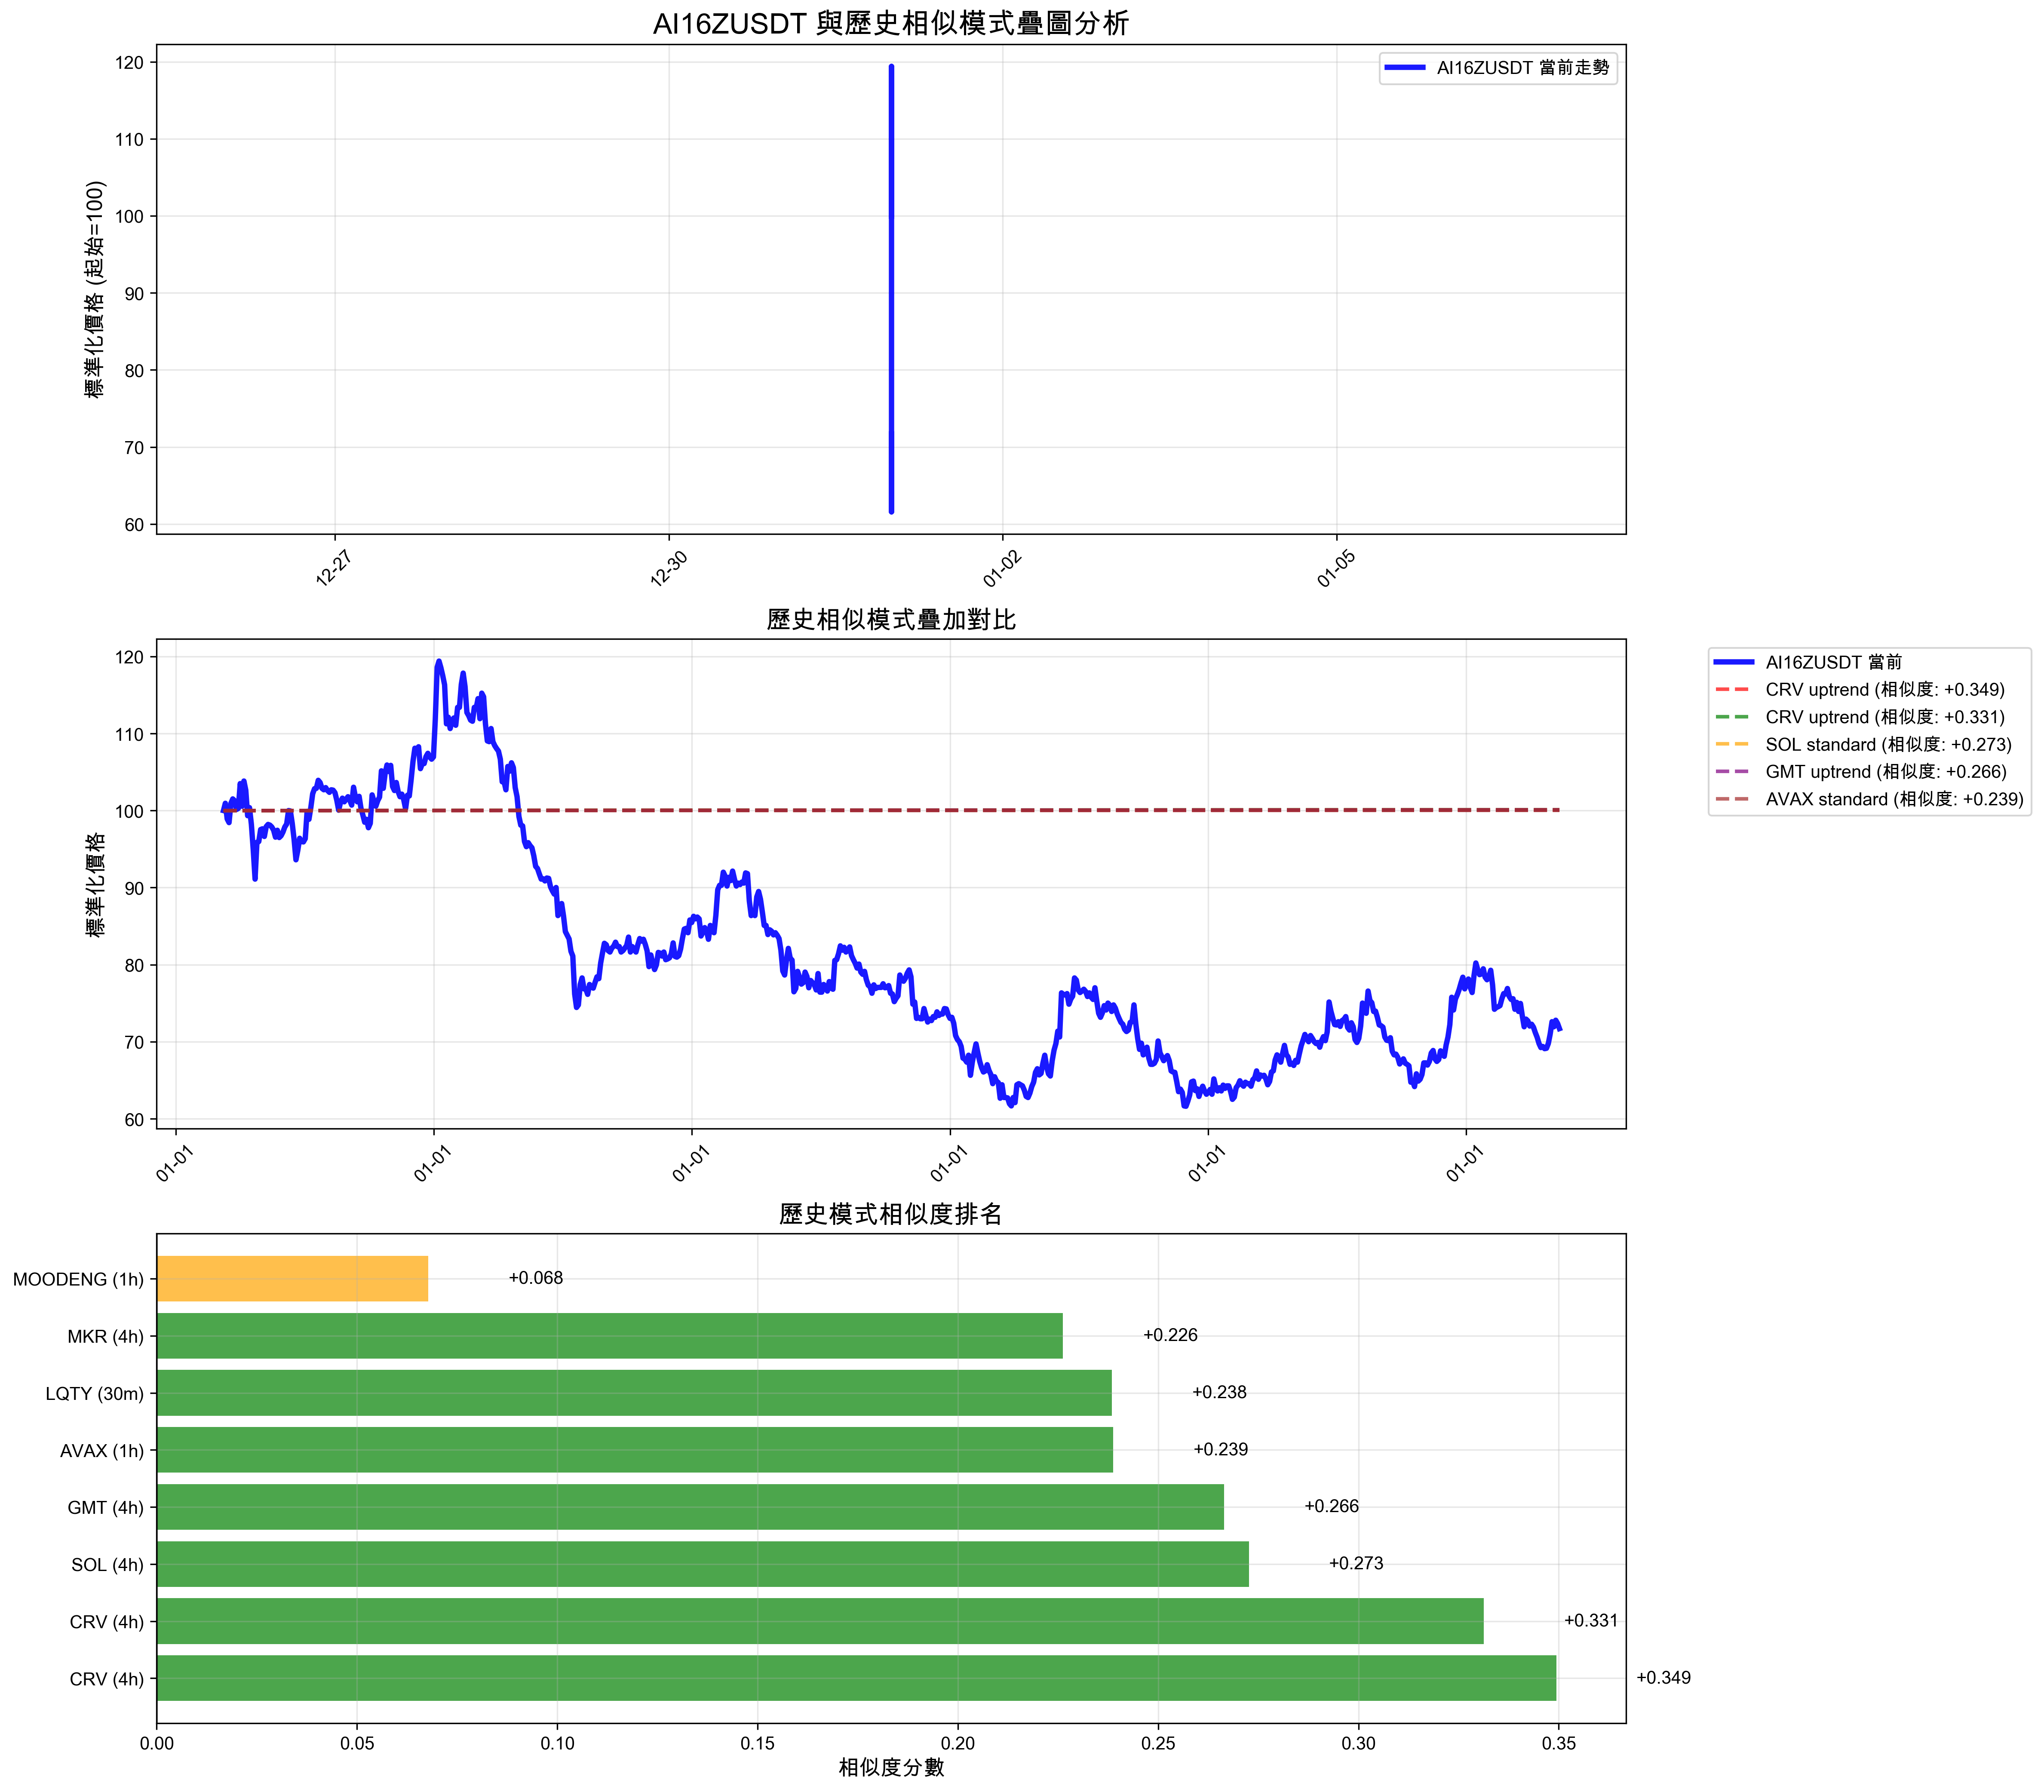 AI16ZUSDT 與歷史相似模式疊圖分析
AI16ZUSDT 當前走勢
標準化價格 (起始=100)
120
110
100
90
80
70
60
12-27
12-30
01-02
01-05
歷史相似模式疊加對比
AI16ZUSDT 當前
CRV uptrend (相似度: +0.349)
CRV uptrend (相似度: +0.331)
SOL standard (相似度: +0.273)
GMT uptrend (相似度: +0.266)
AVAX standard (相似度: +0.239)
標準化價格
120
110
100
90
80
70
60
01-01
01-01
01-01
01-01
01-01
01-01
歷史模式相似度排名
MOODENG (1h)
+0.068
MKR (4h)
+0.226
LQTY (30m)
+0.238
AVAX (1h)
+0.239
GMT (4h)
+0.266
SOL (4h)
+0.273
CRV (4h)
+0.331
CRV (4h)
+0.349
0.00
0.05
0.10
0.15
0.20
0.25
0.30
0.35
相似度分數